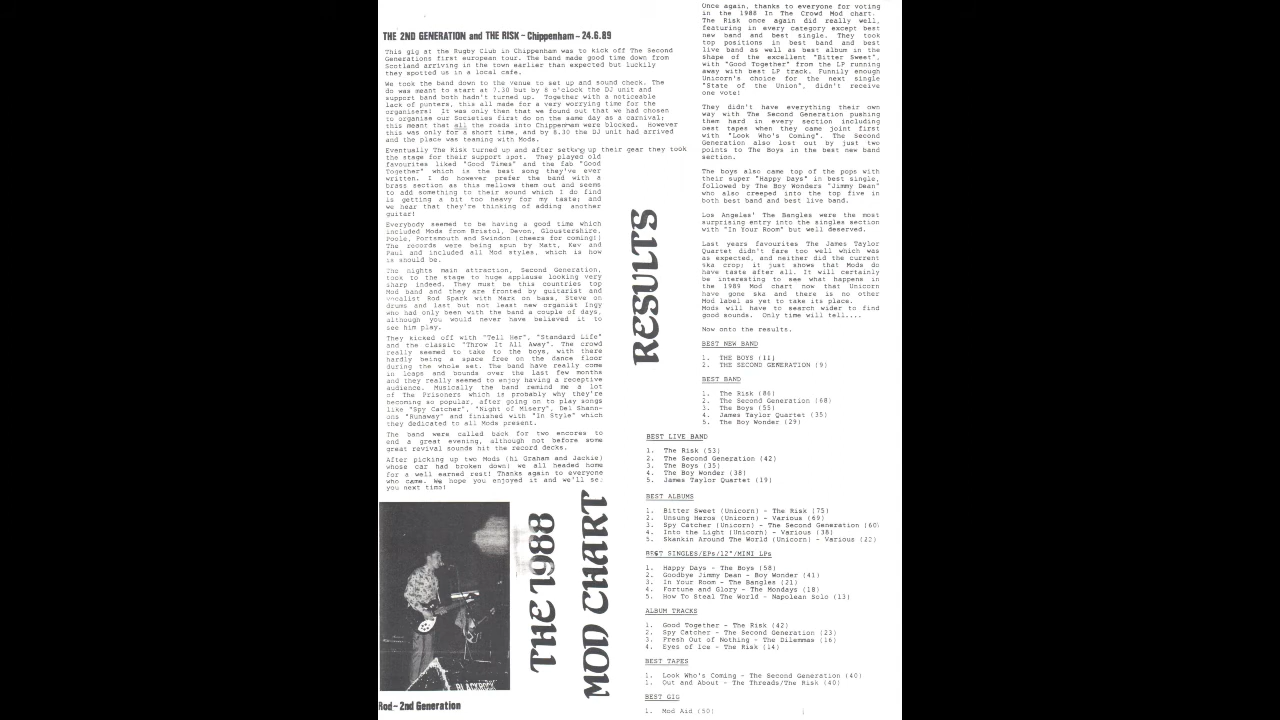 THE 2ND GENERATION and THE RISK - Chippenham - 24.6.89
This gig at the Rugby Club in Chippenham was to kick off The Second
Generations first european tour. The band made good time down from
Scotland arriving in the town earlier than expected but luckily
they spotted us in a local cafe.
We took the band down to the venue to set up and sound check. The
do was meant to start at 7.30 but by 6 o'clock the DJ unit and
support band both hadn't turned up. Together with a noticeable
lack of punters, this all made for a very worrying time for the
organisers! It was only then that we found out that we had chosen
to organise our Societies first do on the same day as a carnival;
this meant that all the roads into Chippenham were blocked. However
this was only for a short time, and by 8.30 the DJ unit had arrived
and the place was teaming with Mods.
Eventually The Risk turned up and after setting up their gear they took
the stage for their support spot. They played old
favourites liked "Good Times" and the fab "Good
Together" which is the best song they've ever
written. I do however prefer the band with a
brass section as this mellows them out and seems
to add something to their sound which I do find
is getting a bit too heavy for my taste; and
we hear that they're thinking of adding another
guitar!
Everybody seemed to be having a good time which
included Mods from Bristol, Devon, Gloustershire,
Poole, Portsmouth and Swindon (cheers for coming!)
The records were being spun by Matt, Kev and
Paul and included all Mod styles, which is how
is should be.
The nights main attraction, Second Generation,
took to the stage to huge applause looking very
sharp indeed. They must be this countries top
Mod band and they are fronted by guitarist and
vocalist Rod Spark with Mark on bass, Steve on
drums and last but not least new organist Ingy
who had only been with the band a couple of days,
although you would never have believed it to
see him play.
They kicked off with "Tell Her", "Standard Life"
and the classic "Throw It All Away". The crowd
really seemed to take to the boys, with there
hardly being a space free on the dance floor
during the whole set. The band have really come
in leaps and bounds over the last few months
and they really seemed to enjoy having a receptive
audience. Musically the band remind me a lot
of The Prisoners which is probably why they're
becoming so popular, after going on to play songs
like "Spy Catcher", "Night of Misery", Del Shann-
ons "Runaway" and finished with "In Style" which
they dedicated to all Mods present.
The band were called back for two encores to
end a great evening, although not before some
great revival sounds hit the record decks.
After picking up two Mods (hi Graham and Jackie)
whose car had broken down! we all headed home
for a well earned rest! Thanks again to everyone
who came. We hope you enjoyed it and we'll see
you next time!
BLACKROCK
Rod - 2nd Generation
THE 1988
MOD CHART
RESULTS
Once again, thanks to everyone for voting
in the 1988 In The Crowd Mod chart.
The Risk once again did really well,
featuring in every category except best
new band and best single. They took
top positions in best band and best
live band as well as best album in the
shape of the excellent "Bitter Sweet",
with "Good Together" from the LP running
away with best LP track. Funnily enough
Unicorn's choice for the next single
"State of the Union", didn't receive
one vote!
They didn't have everything their own
way with The Second Generation pushing
them hard in every section including
best tapes when they came joint first
with "Look Who's Coming". The Second
Generation also lost out by just two
points to The Boys in the best new band
section.
The boys also came top of the pops with
their super "Happy Days" in best single,
followed by The Boy Wonders "Jimmy Dean"
who also creeped into the top five in
both best band and best live band.
Los Angeles' The Bangles were the most
surprising entry into the singles section
with "In Your Room" but well deserved.
Last years favourites The James Taylor
Quartet didn't fare too well which was
as expected, and neither did the current
ska crop; it just shows that Mods do
have taste after all. It will certainly
be interesting to see what happens in
the 1989 Mod chart now that Unicorn
have gone ska and there is no other
Mod label as yet to take its place.
Mods will have to search wider to find
good sounds. Only time will tell....
Now onto the results.
BEST NEW BAND
1. THE BOYS (11)
2. THE SECOND GENERATION (9)
BEST BAND
1. The Risk (86)
2. The Second Generation (68)
3. The Boys (55)
4. James Taylor Quartet (35)
5. The Boy Wonder (29)
BEST LIVE BAND
1. The Risk (53)
2. The Second Generation (42)
3. The Boys (35)
4. The Boy Wonder (38)
5. James Taylor Quartet (19)
BEST ALBUMS
1. Bitter Sweet (Unicorn) - The Risk (75)
2. Unsung Heros (Unicorn) - Various (69)
3. Spy Catcher (Unicorn) - The Second Generation (60)
4. Into the Light (Unicorn) - Various (38)
5. Skankin Around The World (Unicorn) - Various (22)
BEST SINGLES/EPs/12"/MINI LPs
1. Happy Days - The Boys (58)
2. Goodbye Jimmy Dean - Boy Wonder (41)
3. In Your Room - The Bangles (21)
4. Fortune and Glory - The Mondays (18)
5. How To Steal The World - Napolean Solo (13)
ALBUM TRACKS
1. Good Together - The Risk (42)
2. Spy Catcher - The Second Generation (23)
3. Fresh Out of Nothing - The Dilemmas (16)
4. Eyes of Ice - The Risk (14)
BEST TAPES
1. Look Who's Coming - The Second Generation (40)
1. Out and About - The Threads/The Risk (40)
BEST GIG
1. Mod Aid (50)